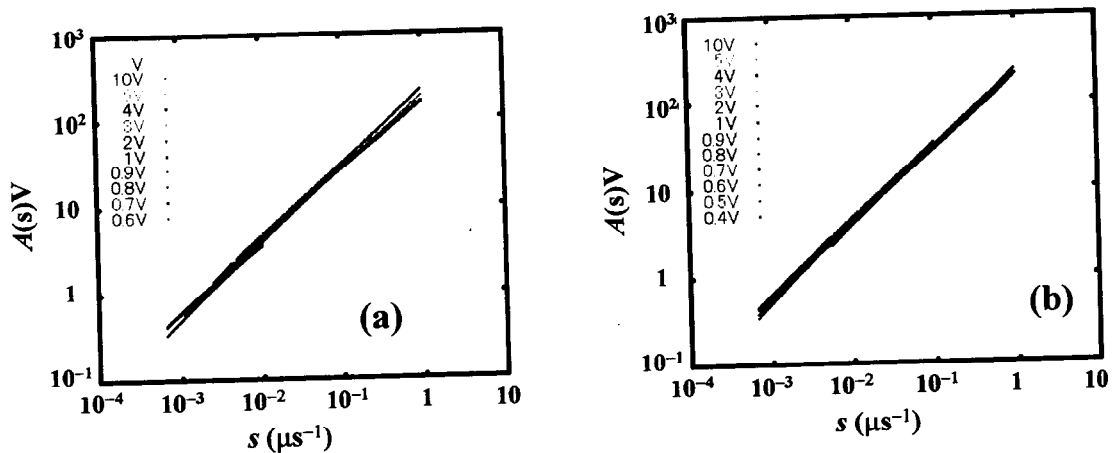 10³
10²
10
1
10⁻¹
A(s)V
V
10V
5V
4V
3V
2V
1V
0.9V
0.8V
0.7V
0.6V
(a)
10⁻⁴ 10⁻³ 10⁻² 10⁻¹ 1 10
s (μs⁻¹)
10³
10²
10
1
10⁻¹
A(s)V
10V
5V
4V
3V
2V
1V
0.9V
0.8V
0.7V
0.6V
0.5V
0.4V
(b)
10⁻⁴ 10⁻³ 10⁻² 10⁻¹ 1 10
s (μs⁻¹)